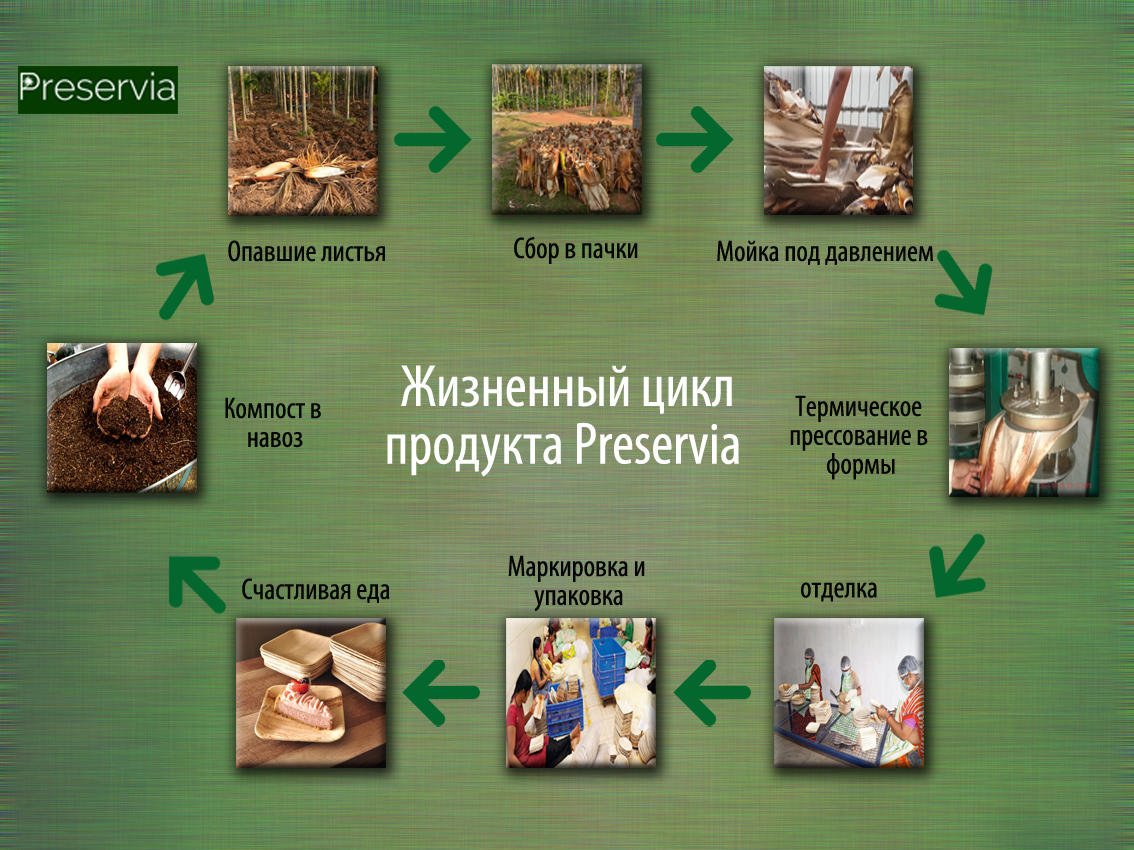 Preservia
Опавшие листья
Сбор в пачки
Мойка под давлением
Компост в
навоз
Жизненный цикл
продукта Preservia
Термическое
прессование в
формы
Счастливая еда
Маркировка и
упаковка
отделка